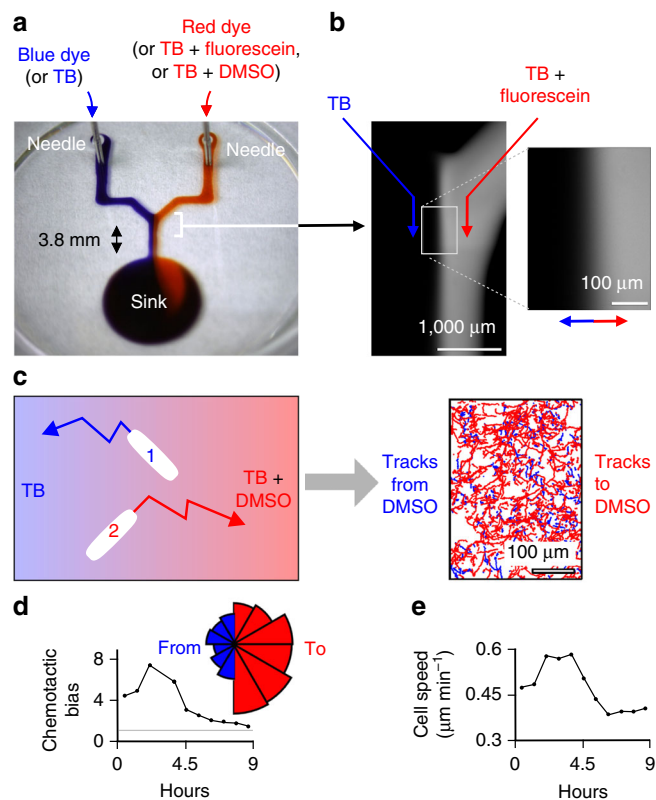 a
Blue dye
(or TB)
Red dye
(or TB + fluorescein,
or TB + DMSO)
Needle
Needle
3.8 mm
Sink
b
TB
TB +
fluorescein
1,000 µm
100 µm
c
1
2
TB
TB +
DMSO
Tracks
from
DMSO
Tracks
to
DMSO
100 µm
d
From
To
Chemotactic
bias
8
4
0
0
4.5
9
Hours
e
Cell speed
(µm min⁻¹)
0.6
0.45
0.3
0
4.5
9
Hours